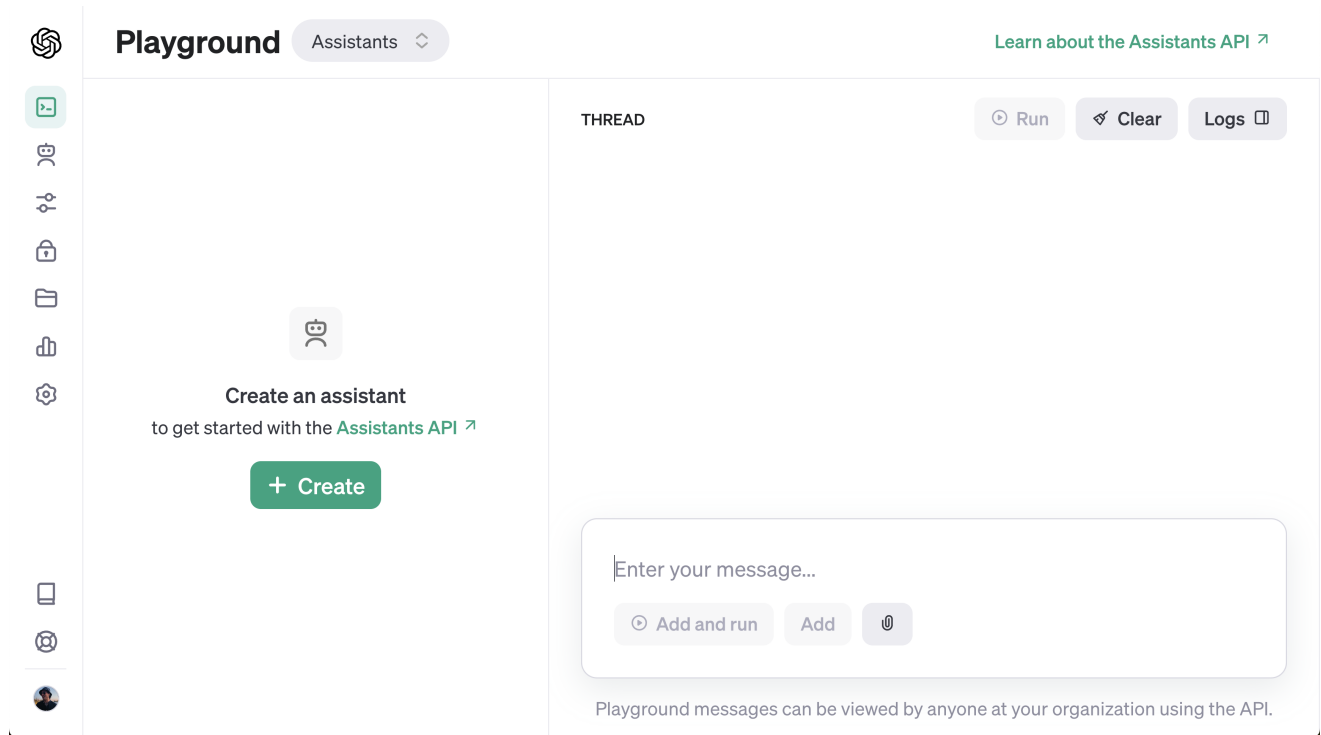 Playground
Assistants
Learn about the Assistants API
THREAD
Run
Clear
Logs
Create an assistant
to get started with the Assistants API
+ Create
Enter your message...
Add and run
Add
Playground messages can be viewed by anyone at your organization using the API.